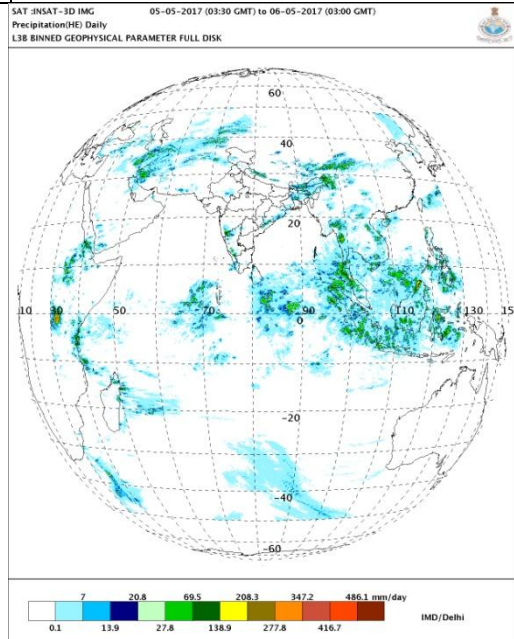 SAT :INSAT-3D IMG 05-05-2017 (03:30 GMT) to 06-05-2017 (03:00 GMT)
Precipitation(HE) Daily
L3B BINNED GEOPHYSICAL PARAMETER FULL DISK
60
40
20
10 30 50 90 110 130 15
0
-20
-40
-60
7 20.8 69.5 208.3 347.2 486.1 mm/day
0.1 13.9 27.8 138.9 277.8 416.7
IMD/Delhi